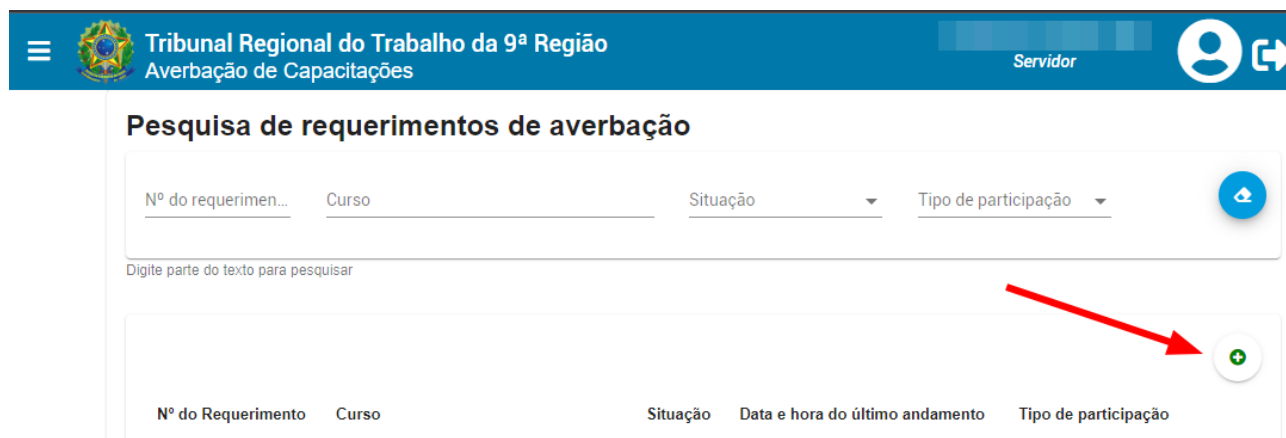 Tribunal Regional do Trabalho da 9ª Região
Averbação de Capacitações
Servidor
Pesquisa de requerimentos de averbação
Nº do requerimen... Curso Situação Tipo de participação
Digite parte do texto para pesquisar
Nº do Requerimento Curso Situação Data e hora do último andamento Tipo de participação